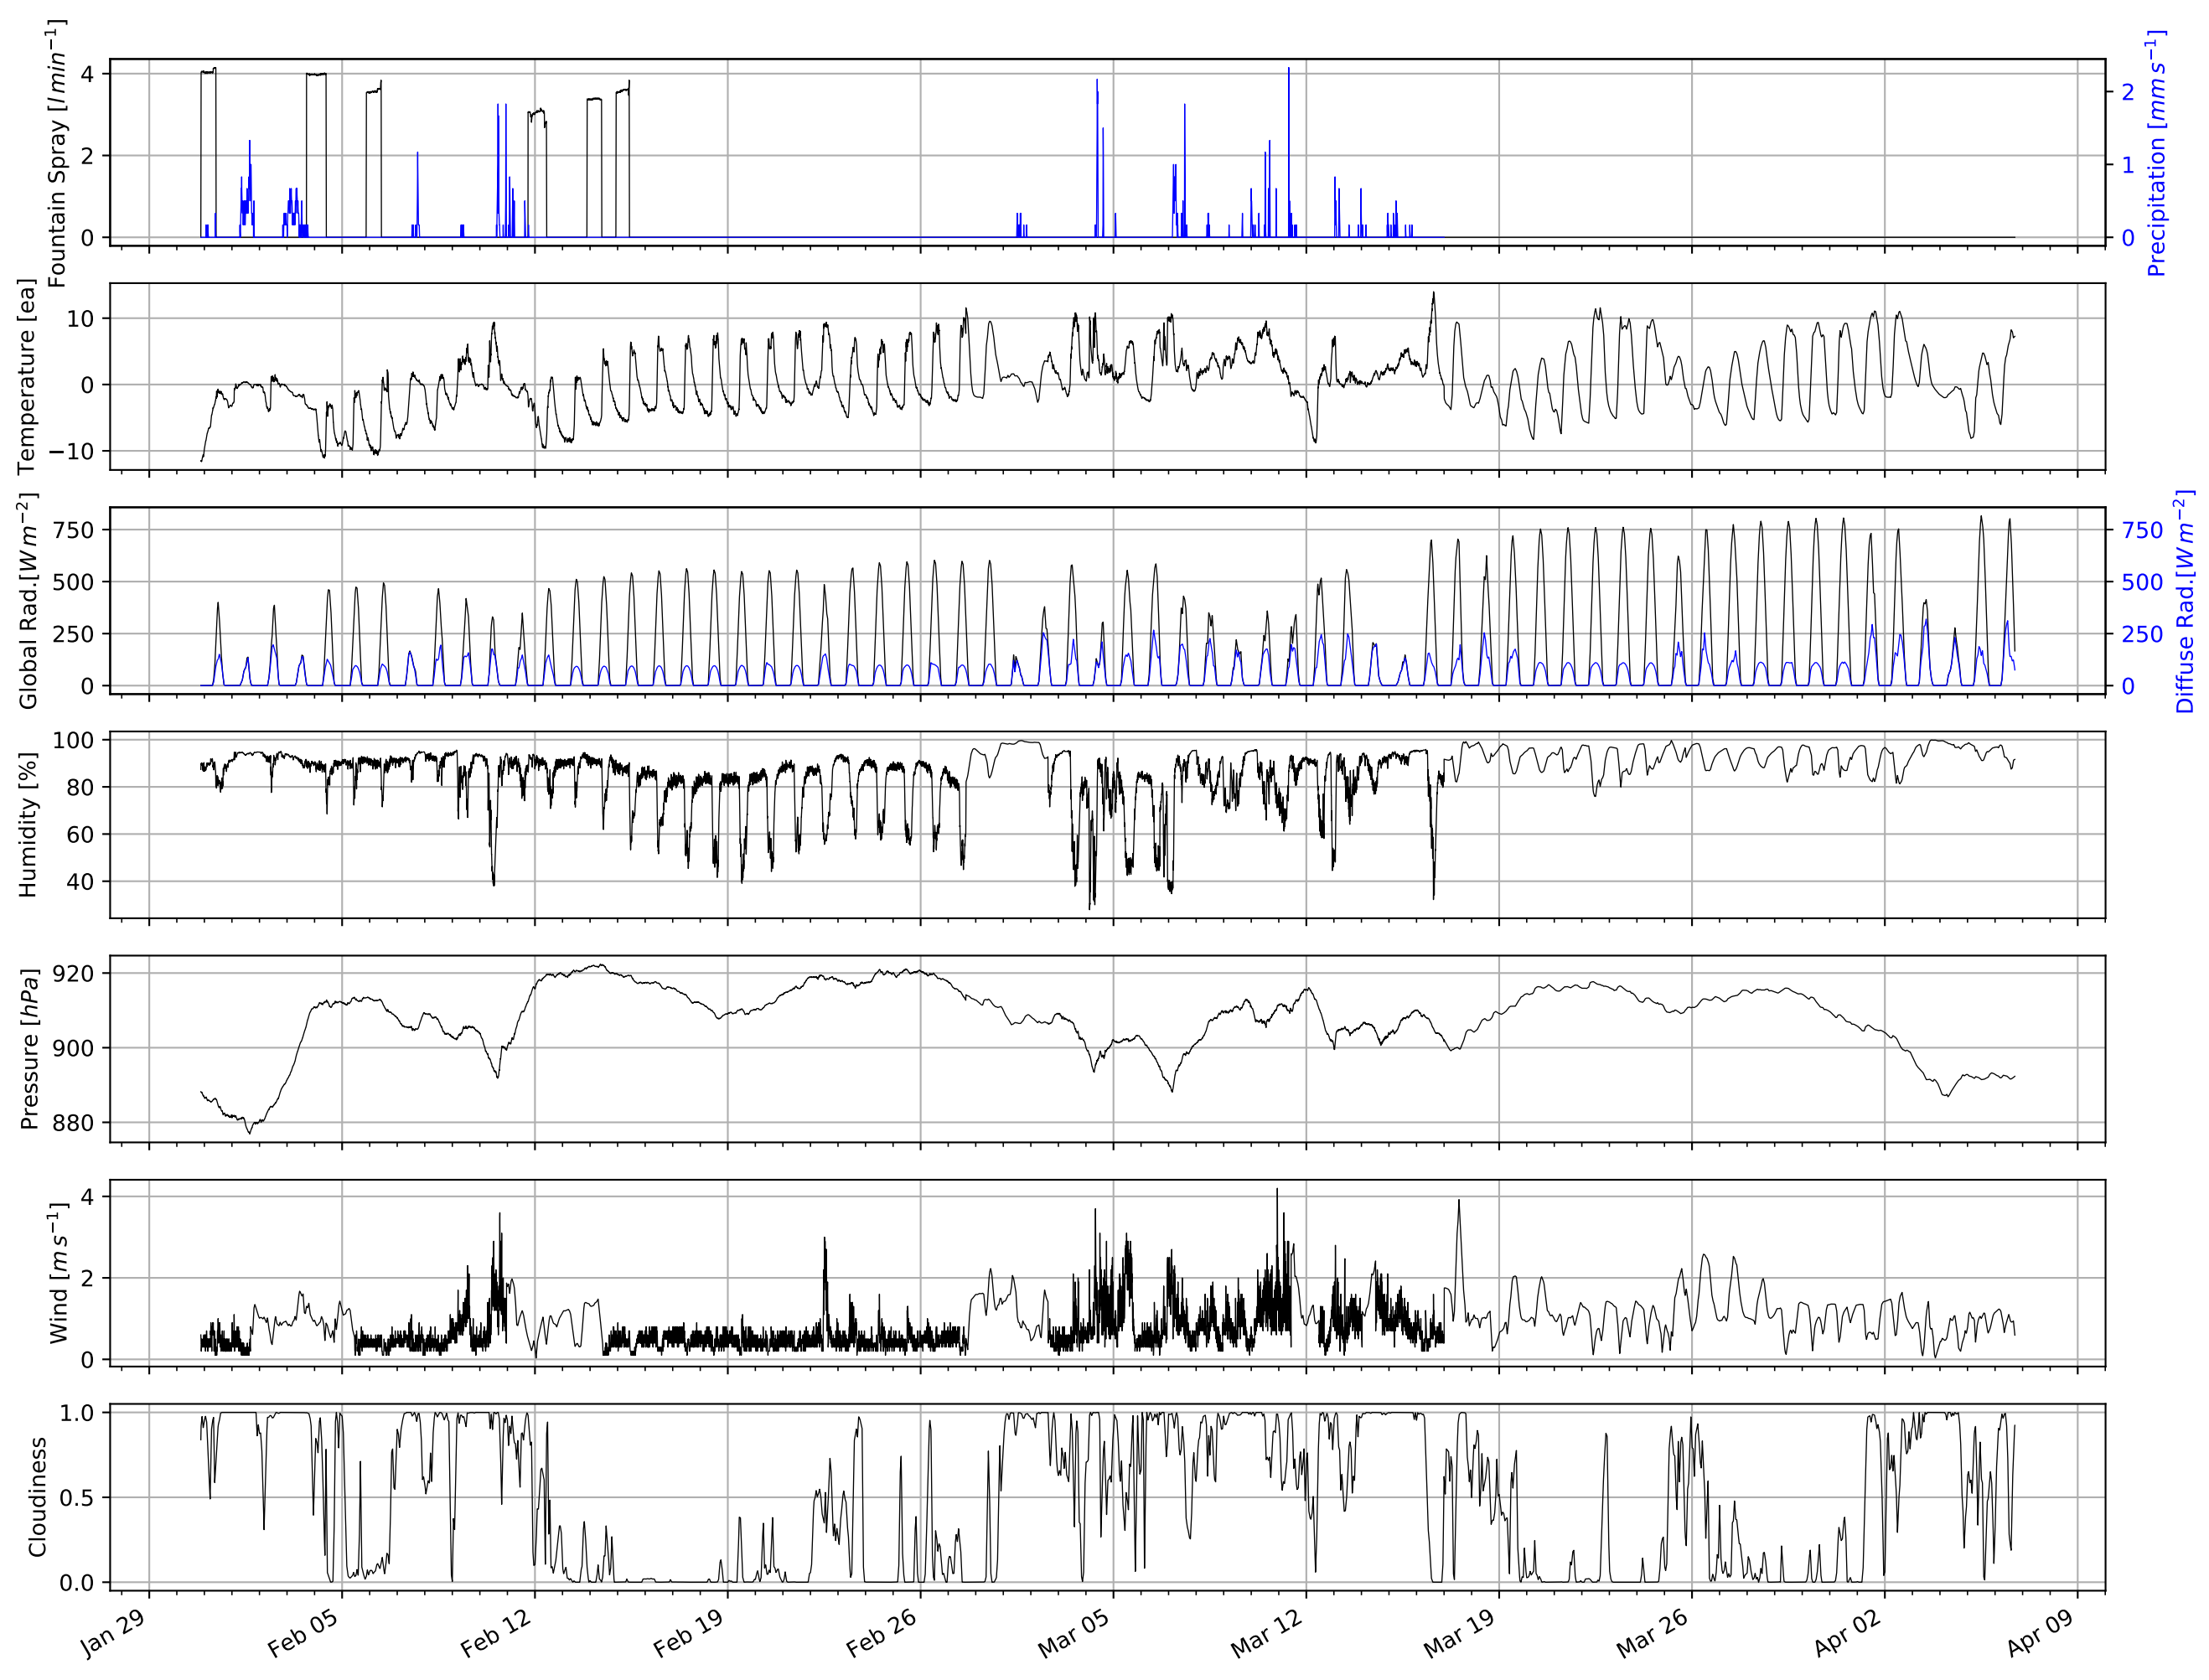 Fountain Spray [l min⁻¹]
4
2
0
2
1
0
Precipitation [mm s⁻¹]
Temperature [ea]
10
0
−10
Global Rad.[W m⁻²]
750
500
250
0
750
500
250
0
Diffuse Rad.[W m⁻²]
Humidity [%]
100
80
60
40
Pressure [hPa]
920
900
880
Wind [m s⁻¹]
4
2
0
Cloudiness
1.0
0.5
0.0
Jan 29
Feb 05
Feb 12
Feb 19
Feb 26
Mar 05
Mar 12
Mar 19
Mar 26
Apr 02
Apr 09